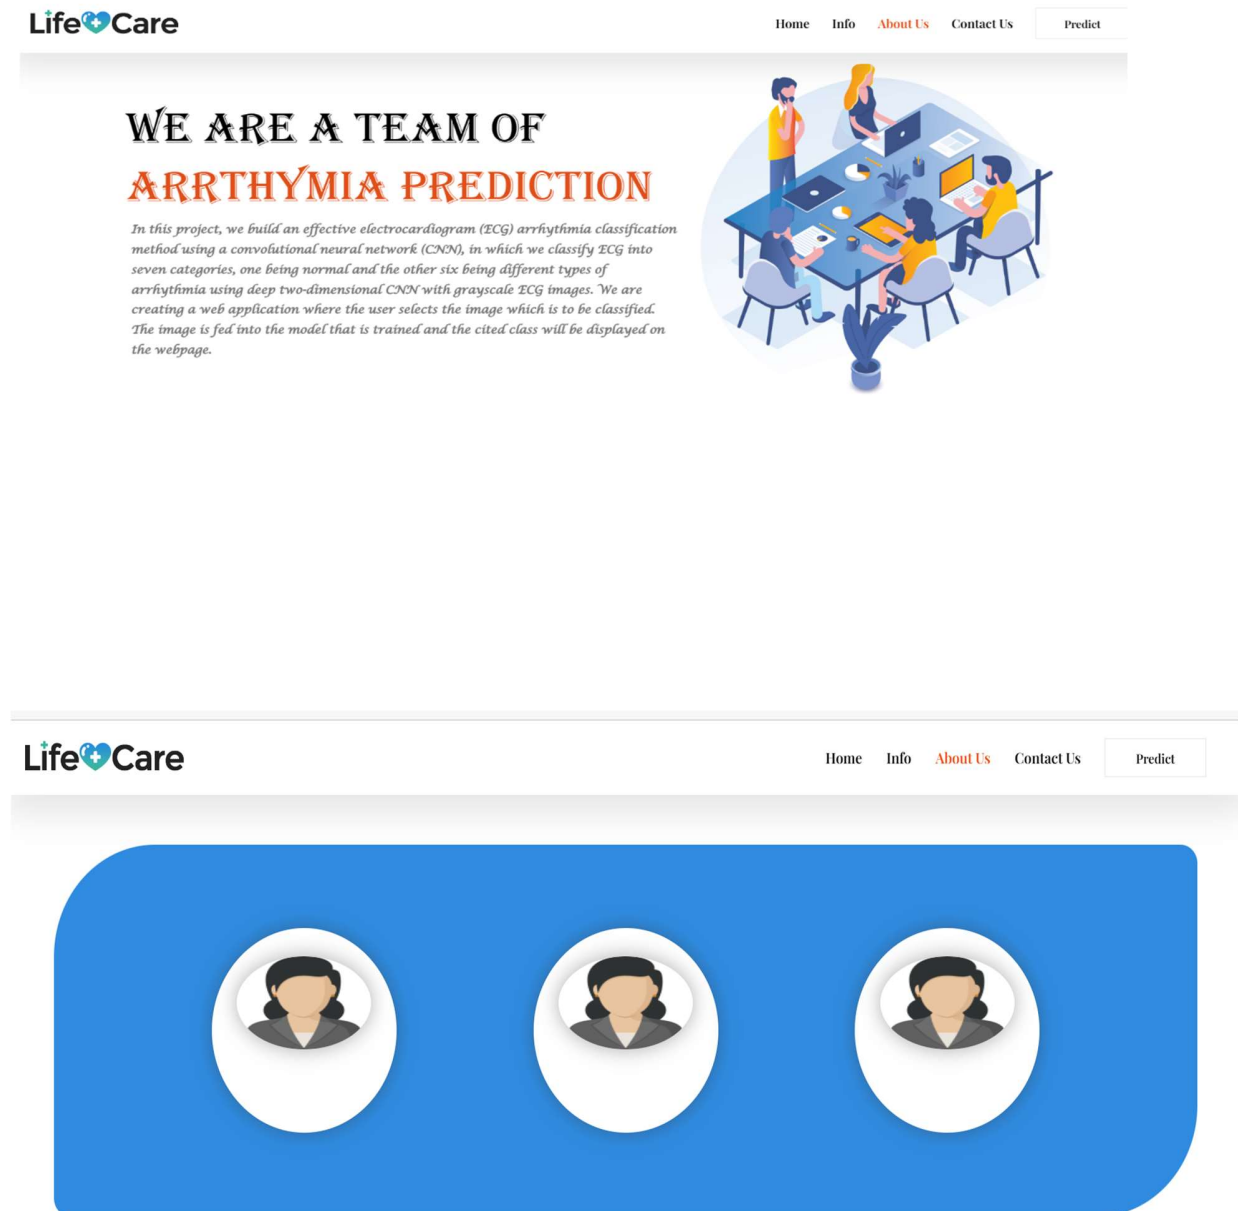 Life Care
Home Info About Us Contact Us Predict
WE ARE A TEAM OF
ARRTHYMIA PREDICTION
In this project, we build an effective electrocardiogram (ECG) arrhythmia classification
method using a convolutional neural network (CNN), in which we classify ECG into
seven categories, one being normal and the other six being different types of
arrhythmia using deep two-dimensional CNN with grayscale ECG images. We are
creating a web application where the user selects the image which is to be classified.
The image is fed into the model that is trained and the cited class will be displayed on
the webpage.
Life Care
Home Info About Us Contact Us Predict